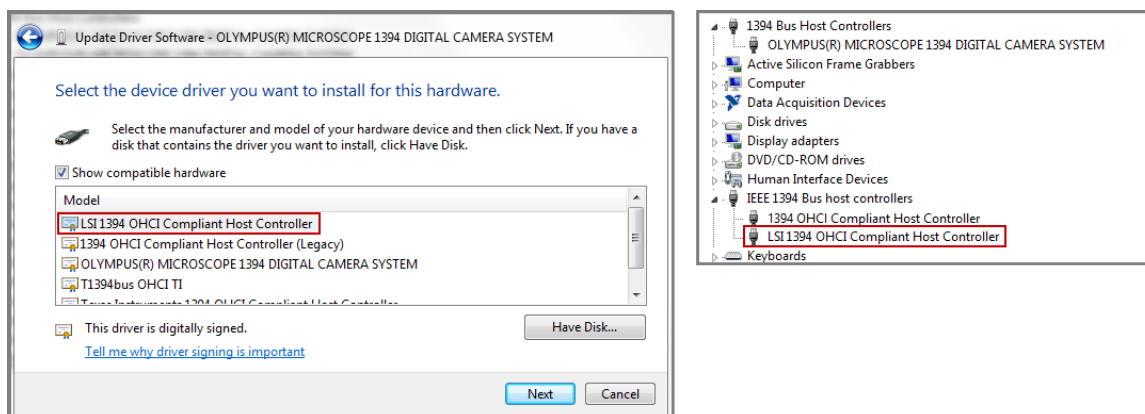 Update Driver Software - OLYMPUS(R) MICROSCOPE 1394 DIGITAL CAMERA SYSTEM
Select the device driver you want to install for this hardware.
Select the manufacturer and model of your hardware device and then click Next. If you have a
disk that contains the driver you want to install, click Have Disk.
Show compatible hardware
Model
LSI 1394 OHCI Compliant Host Controller
1394 OHCI Compliant Host Controller (Legacy)
OLYMPUS(R) MICROSCOPE 1394 DIGITAL CAMERA SYSTEM
T1394bus OHCI TI
Texas Instruments 1394 OHCI Compliant Host Controller
This driver is digitally signed.
Have Disk...
Tell me why driver signing is important
Next
Cancel
1394 Bus Host Controllers
OLYMPUS(R) MICROSCOPE 1394 DIGITAL CAMERA SYSTEM
Active Silicon Frame Grabbers
Computer
Data Acquisition Devices
Disk drives
Display adapters
DVD/CD-ROM drives
Human Interface Devices
IEEE 1394 Bus host controllers
1394 OHCI Compliant Host Controller
LSI 1394 OHCI Compliant Host Controller
Keyboards